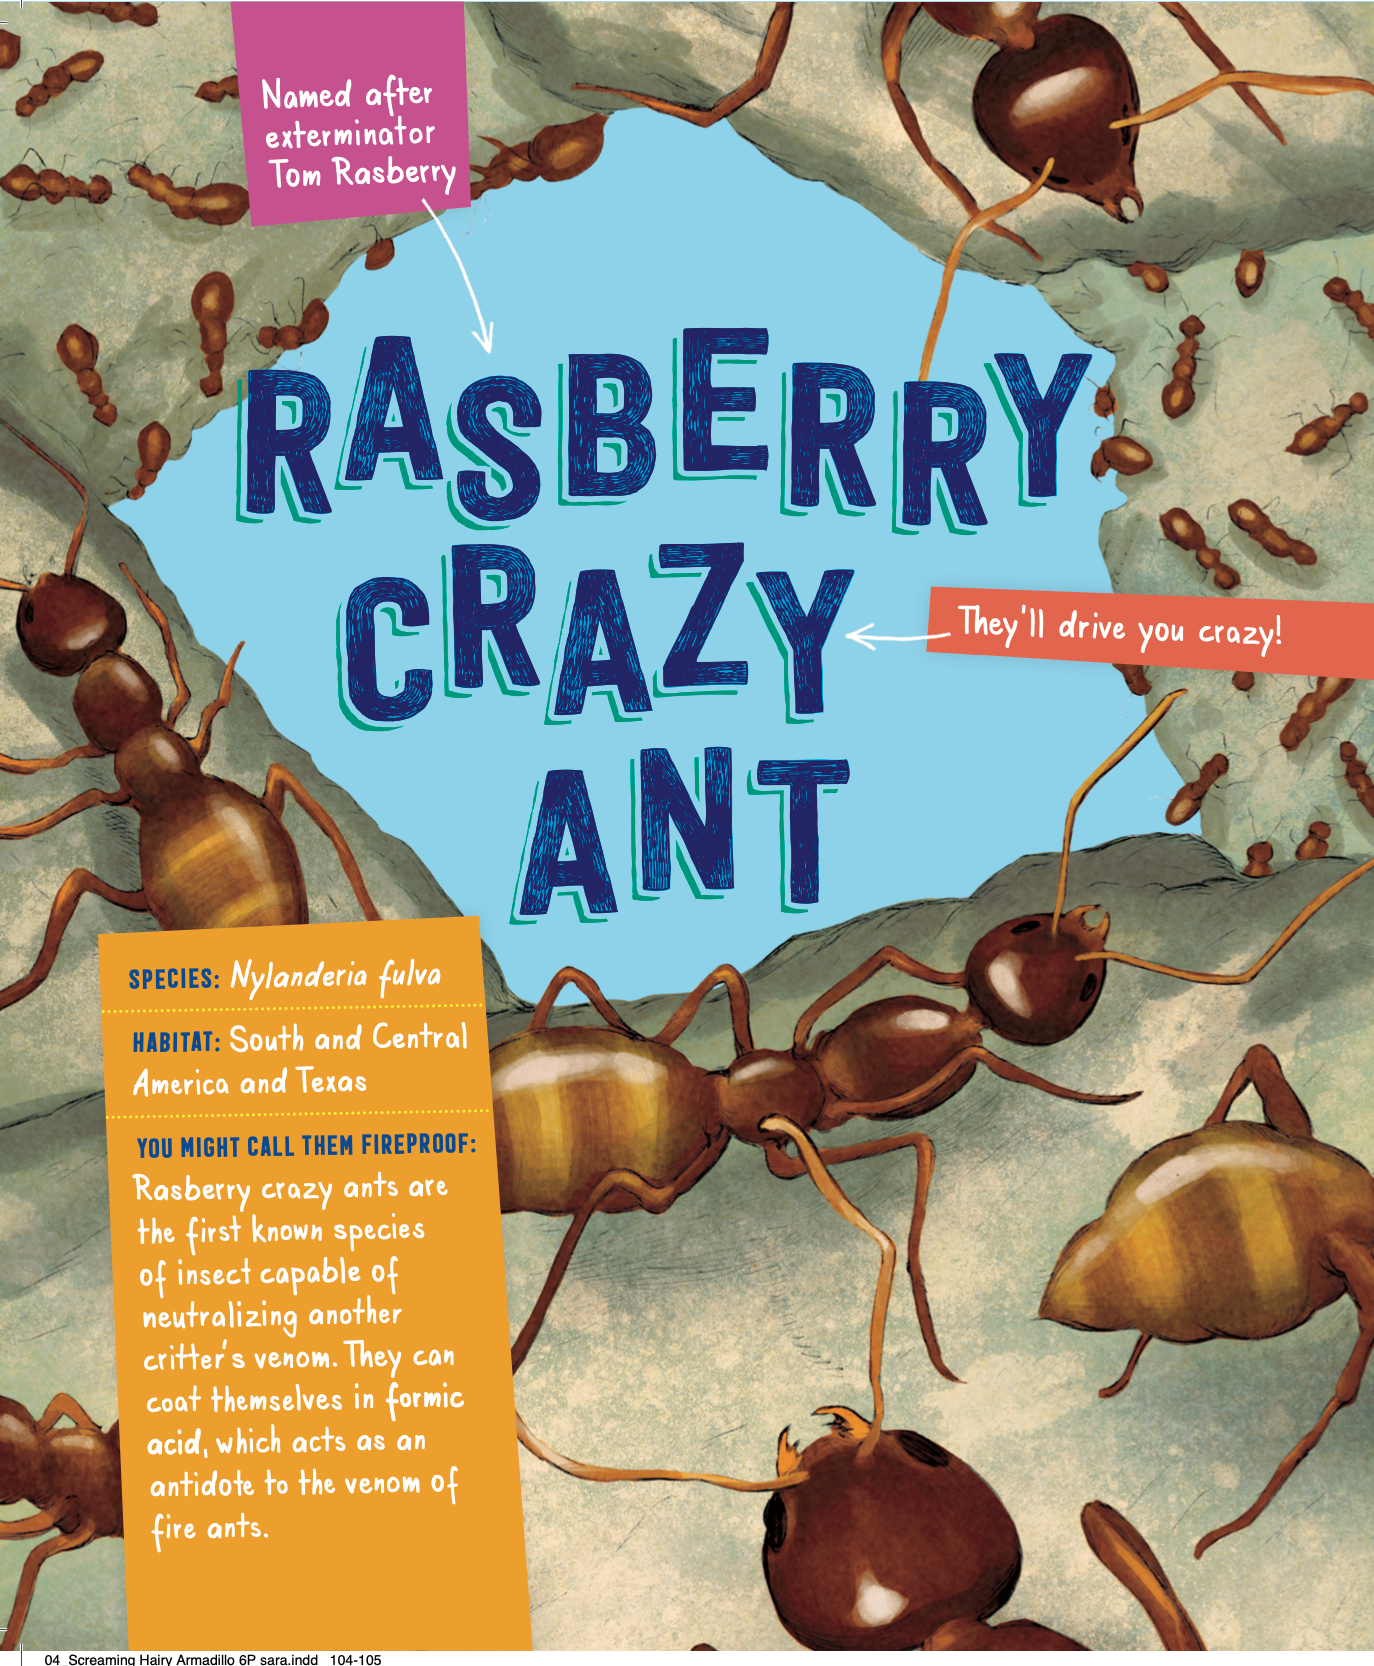 Named after
exterminator
Tom Rasberry
RASBERRY
CRAZY
ANT
They'll drive you crazy!
SPECIES: Nylanderia fulva
HABITAT: South and Central
America and Texas
YOU MIGHT CALL THEM FIREPROOF:
Rasberry crazy ants are
the first known species
of insect capable of
neutralizing another
critter's venom. They can
coat themselves in formic
acid, which acts as an
antidote to the venom of
fire ants.
04 Screaming Hairy Armadillo 6P sara.indd 104-105